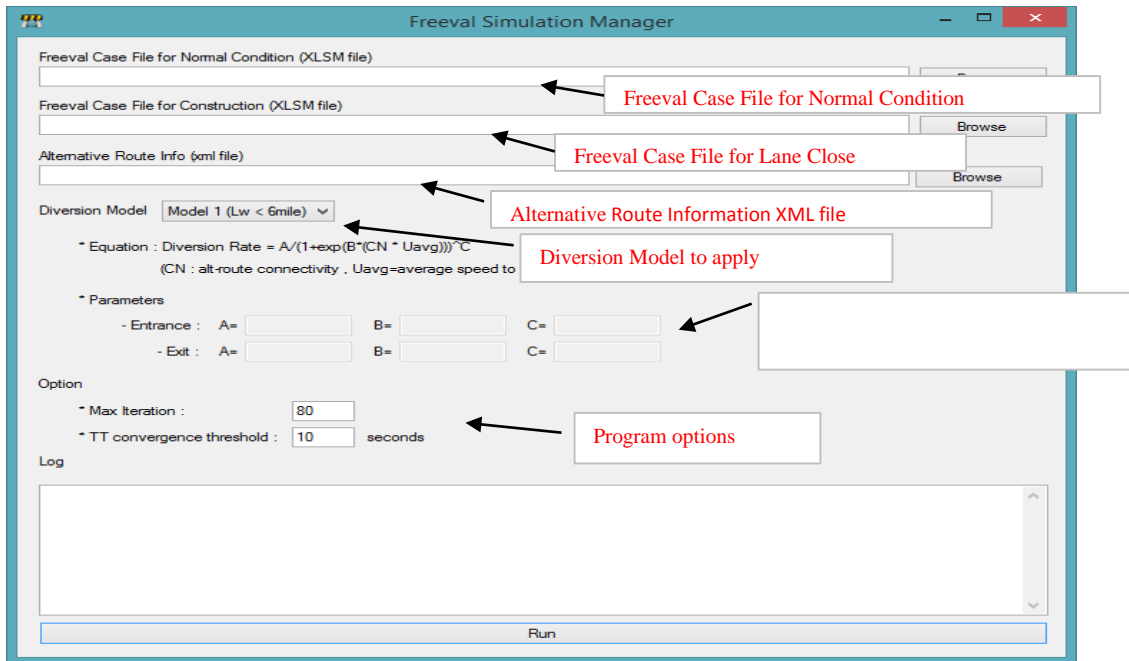 Freeval Simulation Manager
Freeval Case File for Normal Condition (XLSM file)
Freeval Case File for Normal Condition
Freeval Case File for Construction (XLSM file)
Browse
Freeval Case File for Lane Close
Alternative Route Info (xml file)
Browse
Alternative Route Information XML file
Diversion Model Model 1 (Lw < 6mile)
* Equation : Diversion Rate = A/(1+exp(B*(CN * Uavg)))^C
Diversion Model to apply
(CN : alt-route connectivity , Uavg=average speed to
* Parameters
- Entrance : A= B= C=
- Exit : A= B= C=
Option
* Max Iteration : 80
* TT convergence threshold : 10 seconds
Program options
Log
Run